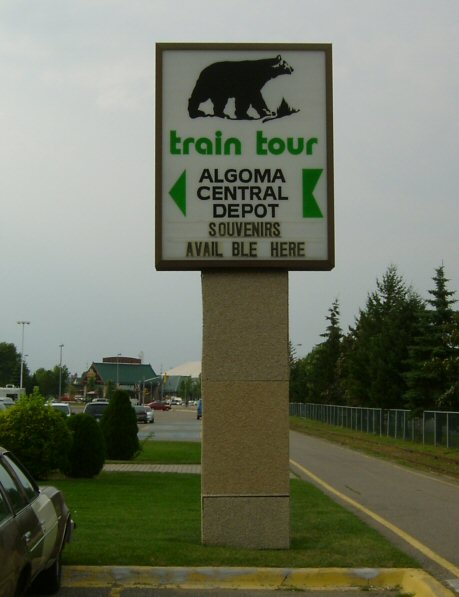 train tour
ALGOMA
CENTRAL
DEPOT
SOUVENIRS
AVAIL BLE HERE